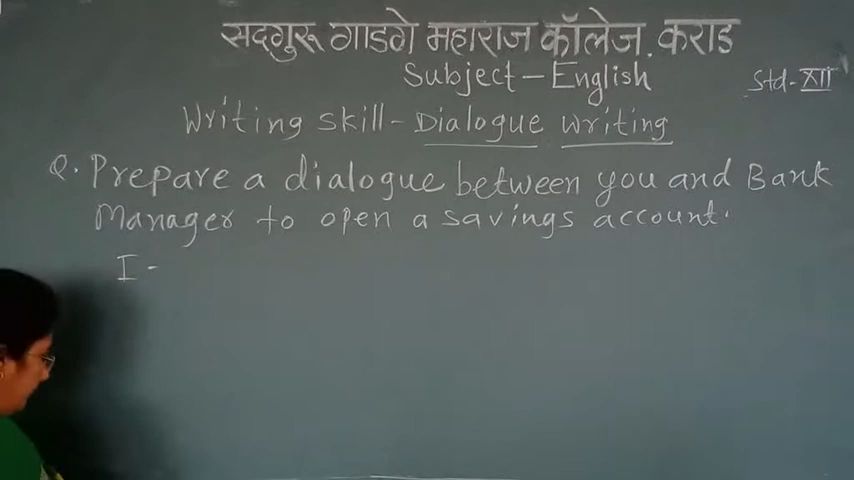 सदगुरू गाडगे महाराज कॉलेज. कराड
Subject - English
Std - XII
Writing skill - Dialogue writing
Q. Prepare a dialogue between you and Bank
Manager to open a savings account.
I -